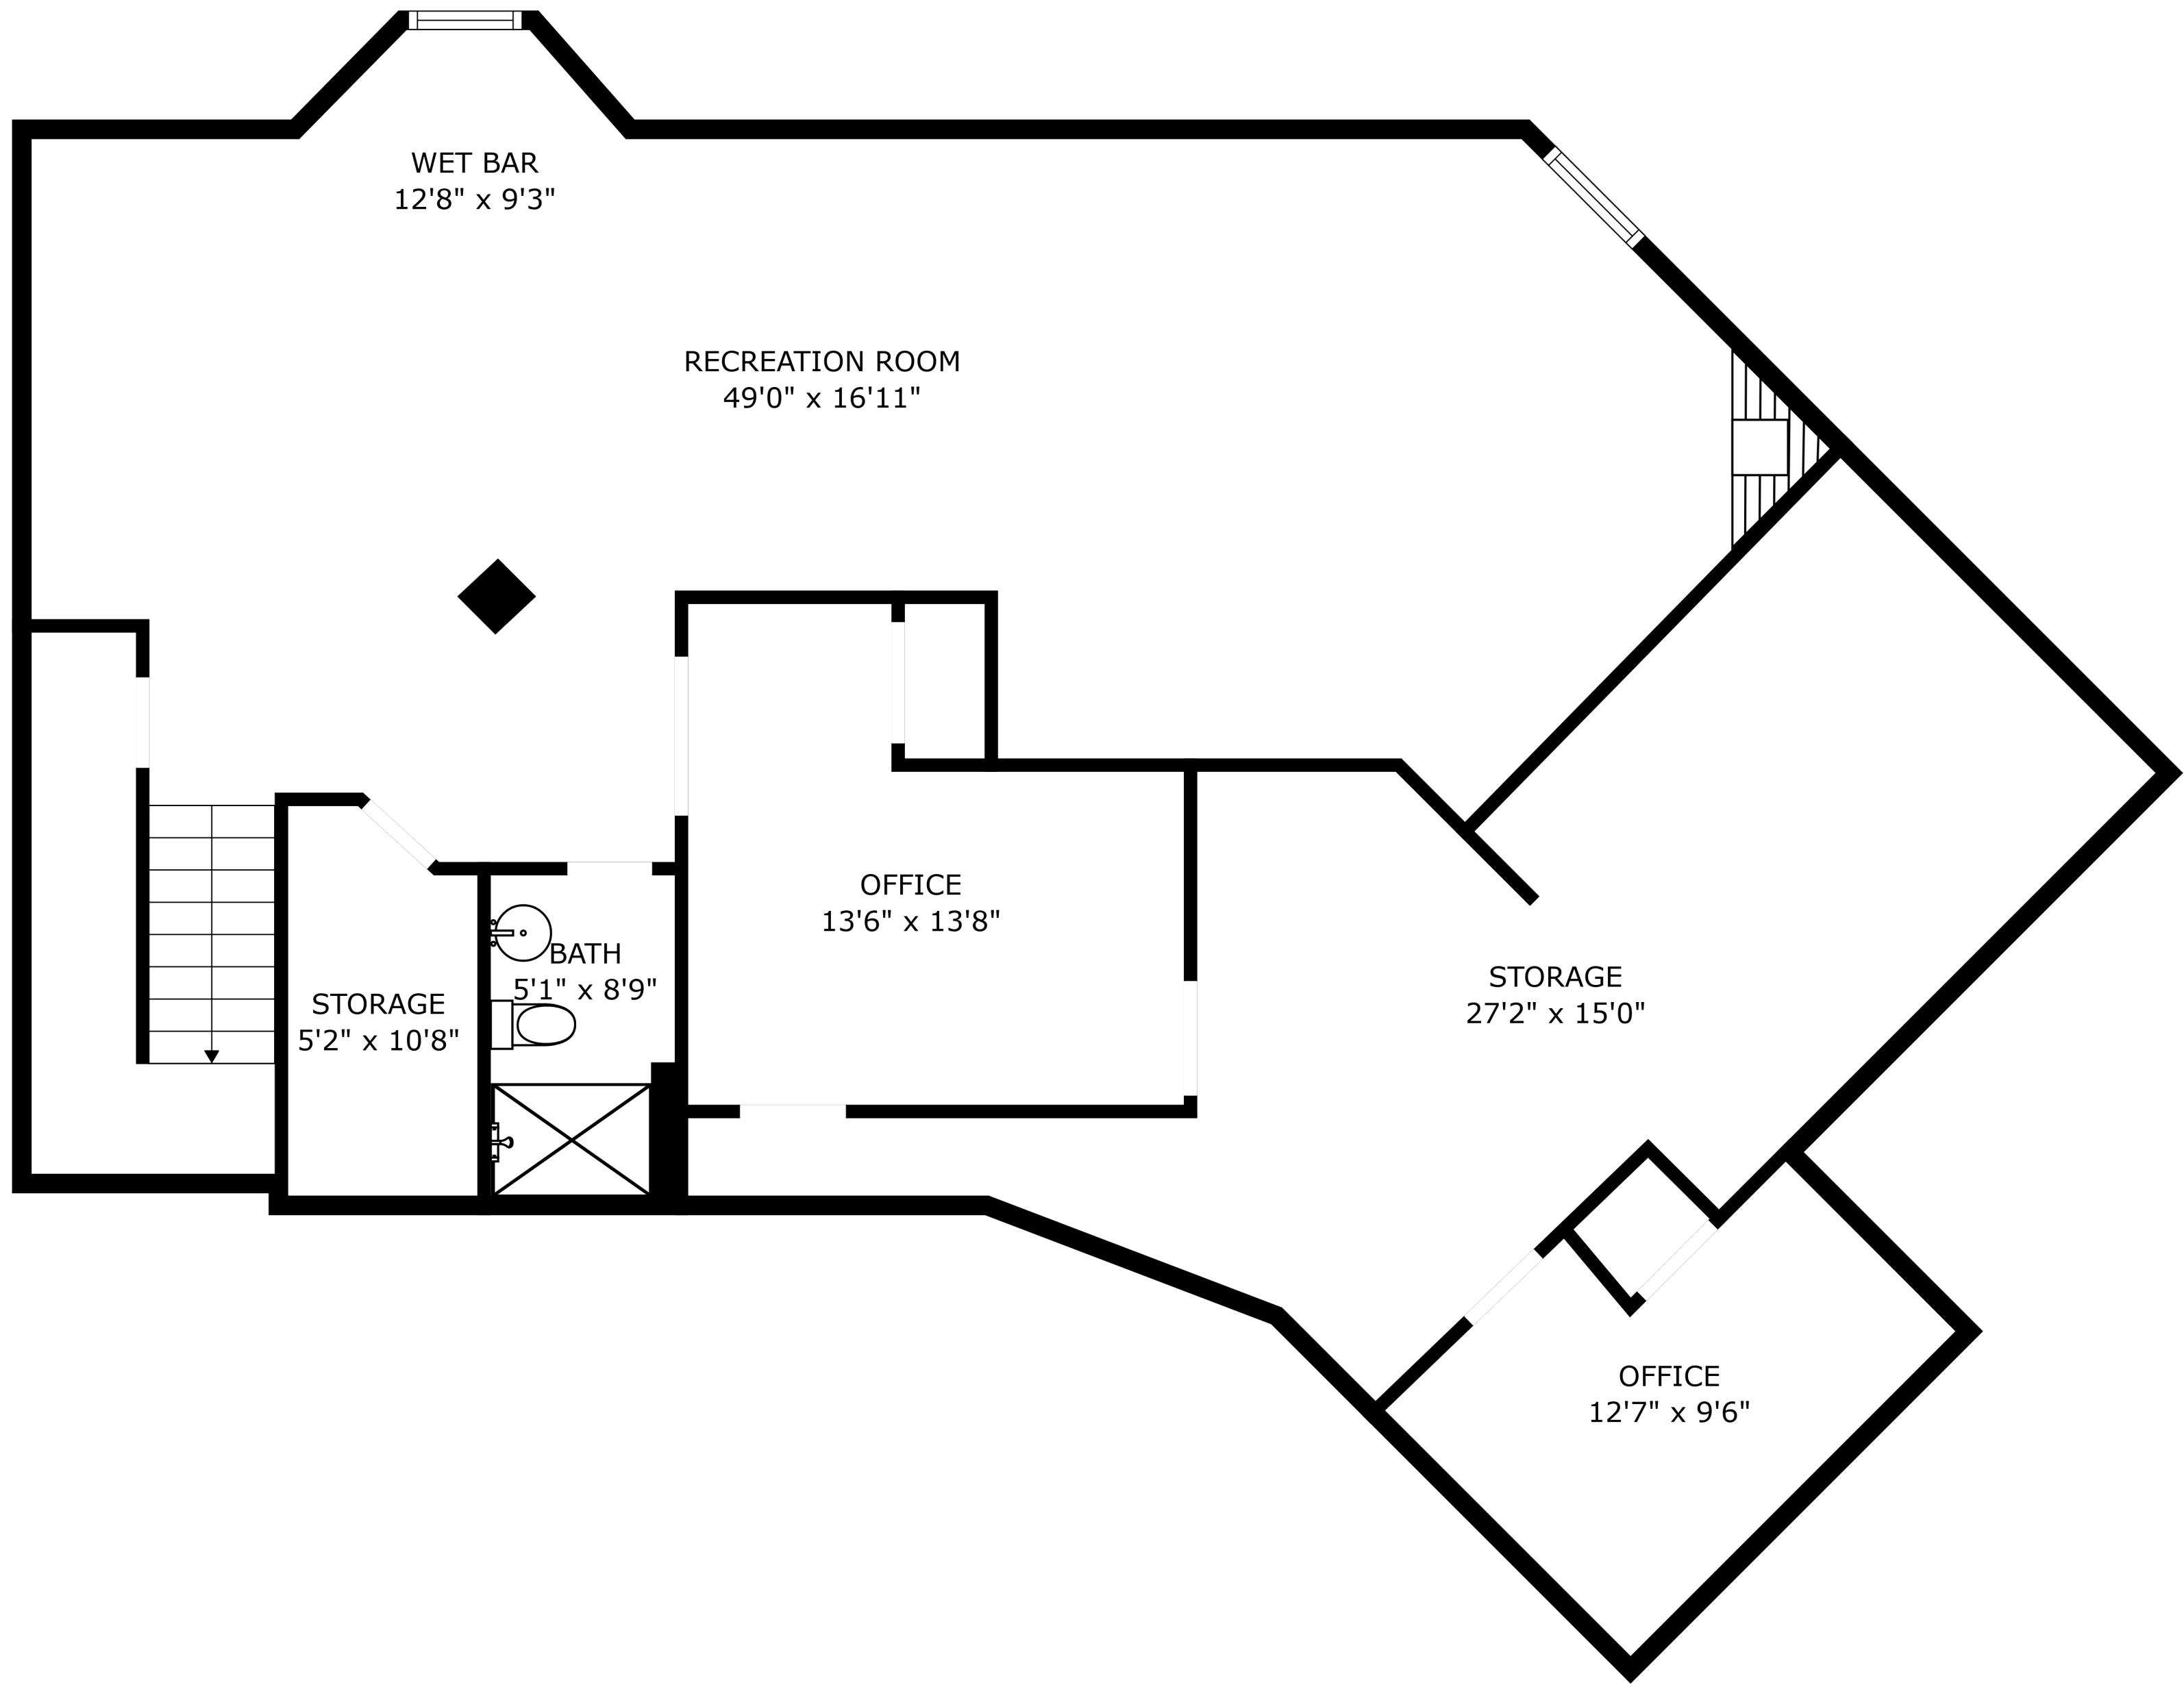 WET BAR
12'8" x 9'3"
RECREATION ROOM
49'0" x 16'11"
OFFICE
13'6" x 13'8"
BATH
5'1" x 8'9"
STORAGE
5'2" x 10'8"
STORAGE
27'2" x 15'0"
OFFICE
12'7" x 9'6"